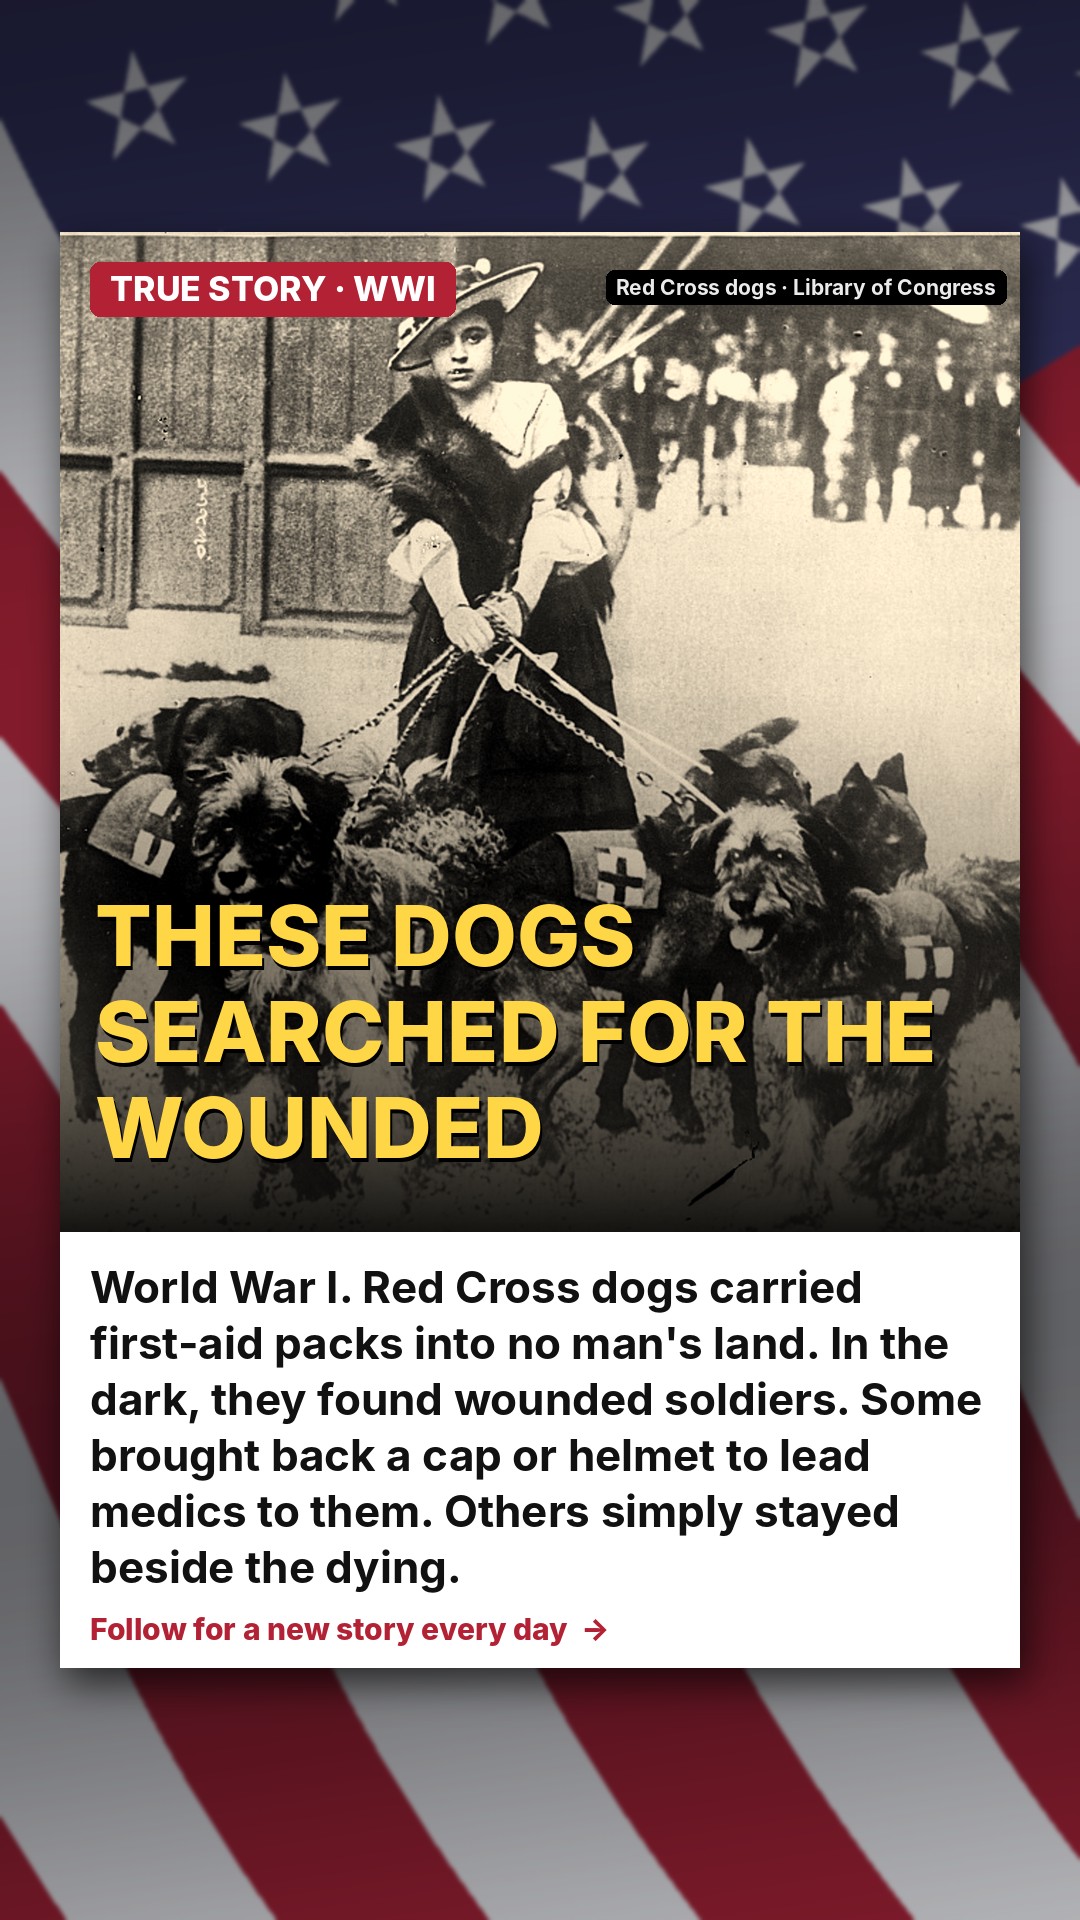 TRUE STORY · WWI
Red Cross dogs · Library of Congress
THESE DOGS
SEARCHED FOR THE
WOUNDED
World War I. Red Cross dogs carried
first-aid packs into no man's land. In the
dark, they found wounded soldiers. Some
brought back a cap or helmet to lead
medics to them. Others simply stayed
beside the dying.
Follow for a new story every day →